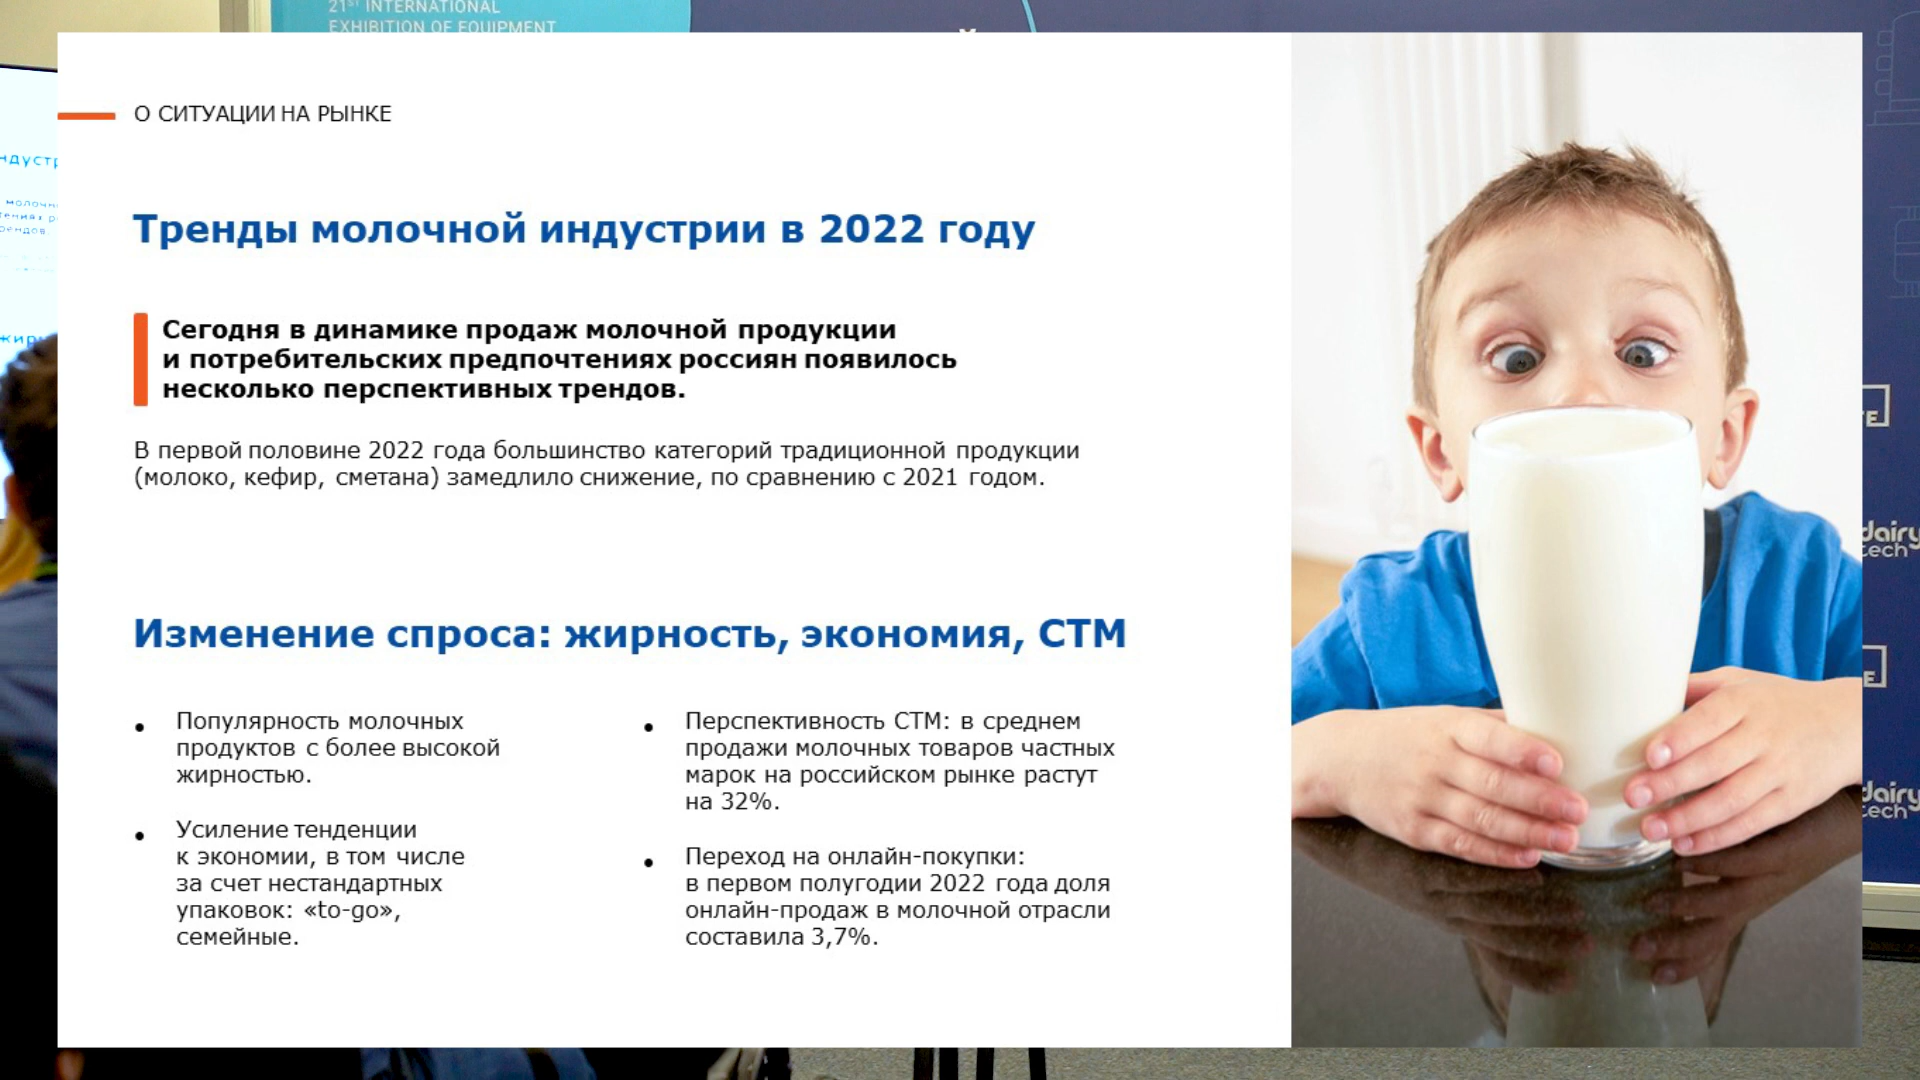 21ST INTERNATIONAL
EXHIBITION OF EQUIPMENT
О СИТУАЦИИ НА РЫНКЕ
Тренды молочной индустрии в 2022 году
Сегодня в динамике продаж молочной продукции
и потребительских предпочтениях россиян появилось
несколько перспективных трендов.
В первой половине 2022 года большинство категорий традиционной продукции
(молоко, кефир, сметана) замедлило снижение, по сравнению с 2021 годом.
Изменение спроса: жирность, экономия, СТМ
• Популярность молочных
продуктов с более высокой
жирностью.
• Усиление тенденции
к экономии, в том числе
за счет нестандартных
упаковок: «to-go»,
семейные.
• Перспективность СТМ: в среднем
продажи молочных товаров частных
марок на российском рынке растут
на 32%.
• Переход на онлайн-покупки:
в первом полугодии 2022 года доля
онлайн-продаж в молочной отрасли
составила 3,7%.
dairy
tech
dairy
tech